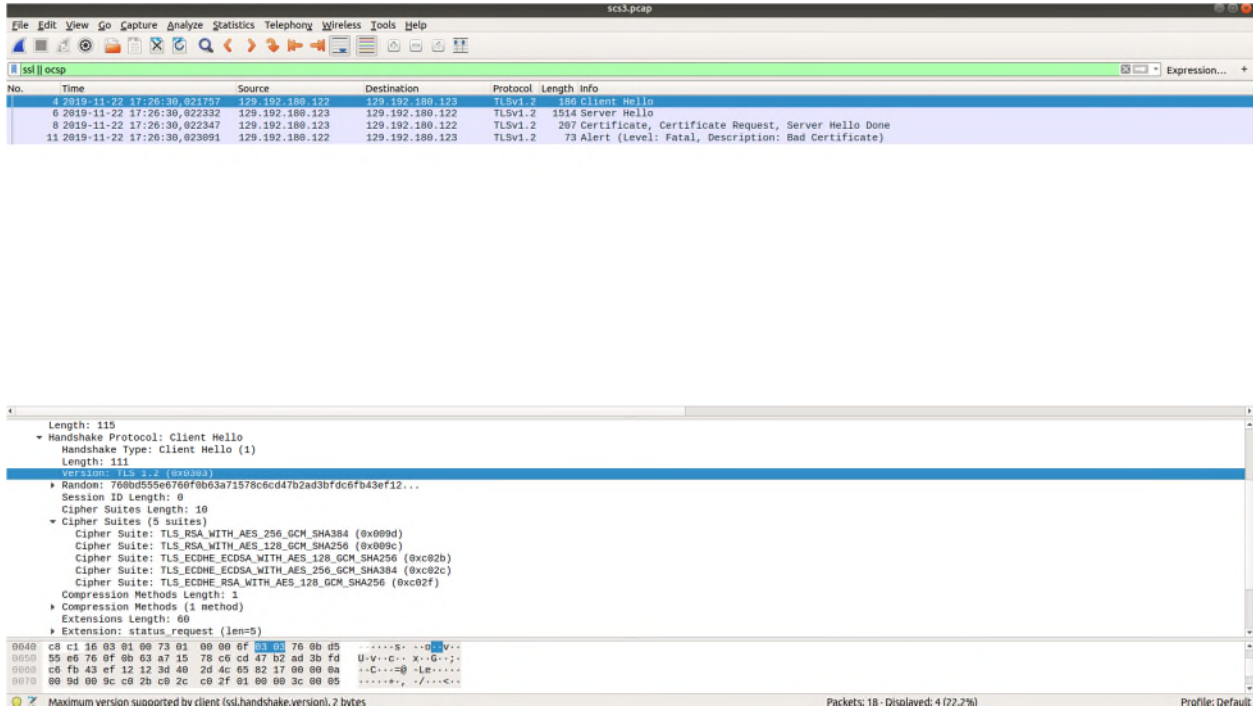 scs3.pcap
File Edit View Go Capture Analyze Statistics Telephony Wireless Tools Help
ssl || ocsp Expression... +
No. Time Source Destination Protocol Length Info
4 2019-11-22 17:26:30,021757 129.192.180.122 129.192.180.123 TLSv1.2 186 Client Hello
6 2019-11-22 17:26:30,022332 129.192.180.123 129.192.180.122 TLSv1.2 1514 Server Hello
8 2019-11-22 17:26:30,022347 129.192.180.123 129.192.180.122 TLSv1.2 207 Certificate, Certificate Request, Server Hello Done
11 2019-11-22 17:26:30,023091 129.192.180.122 129.192.180.123 TLSv1.2 73 Alert (Level: Fatal, Description: Bad Certificate)
Length: 115
Handshake Protocol: Client Hello
Handshake Type: Client Hello (1)
Length: 111
Version: TLS 1.2 (0x0303)
Random: 760bd555e6760f0b63a71578c6cd47b2ad3bfdc6fb43ef12...
Session ID Length: 0
Cipher Suites Length: 10
Cipher Suites (5 suites)
Cipher Suite: TLS_RSA_WITH_AES_256_GCM_SHA384 (0x009d)
Cipher Suite: TLS_RSA_WITH_AES_128_GCM_SHA256 (0x009c)
Cipher Suite: TLS_ECDHE_ECDSA_WITH_AES_128_GCM_SHA256 (0xc02b)
Cipher Suite: TLS_ECDHE_ECDSA_WITH_AES_256_GCM_SHA384 (0xc02c)
Cipher Suite: TLS_ECDHE_RSA_WITH_AES_128_GCM_SHA256 (0xc02f)
Compression Methods Length: 1
Compression Methods (1 method)
Extensions Length: 60
Extension: status_request (len=5)
0040 c8 c1 16 03 01 00 73 01 00 00 6f 03 03 76 0b d5 ······s· ··o··v··
0050 55 e6 76 0f 0b 63 a7 15 78 c6 cd 47 b2 ad 3b fd U·v··c·· x··G··;·
0060 c6 fb 43 ef 12 12 3d 40 2d 4c 65 82 17 00 00 0a ··C···=@ -Le·····
0070 00 9d 00 9c c0 2b c0 2c c0 2f 01 00 00 3c 00 05 ·····+·, ·/···<··
Maximum version supported by client (ssl.handshake.version), 2 bytes Packets: 18 · Displayed: 4 (22.2%) Profile: Default